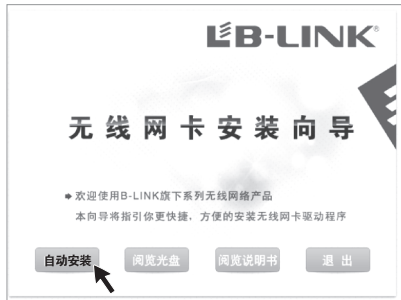 LB-LINK®
无线网卡安装向导
欢迎使用B-LINK旗下系列无线网络产品
本向导将指引你更快捷、方便的安装无线网卡驱动程序
自动安装 阅览光盘 阅览说明书 退 出